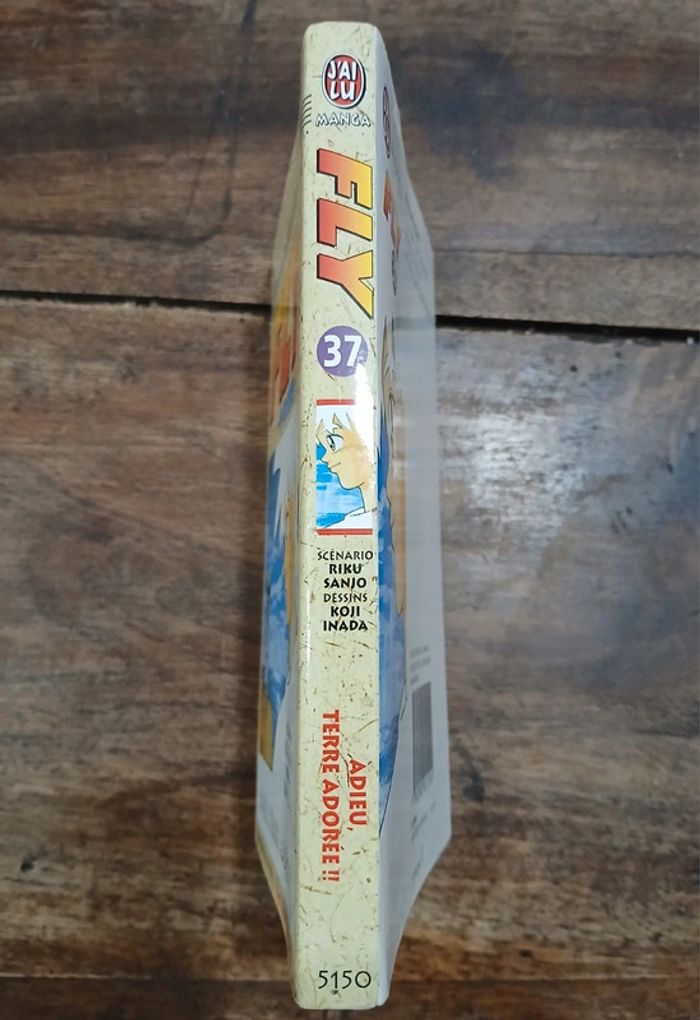 J'AI
LU
MANGA
FLY
37
SCÉNARIO
RIKU
SANJO
DESSINS
KOJI
INADA
ADIEU,
TERRE ADORÉE !!
5150